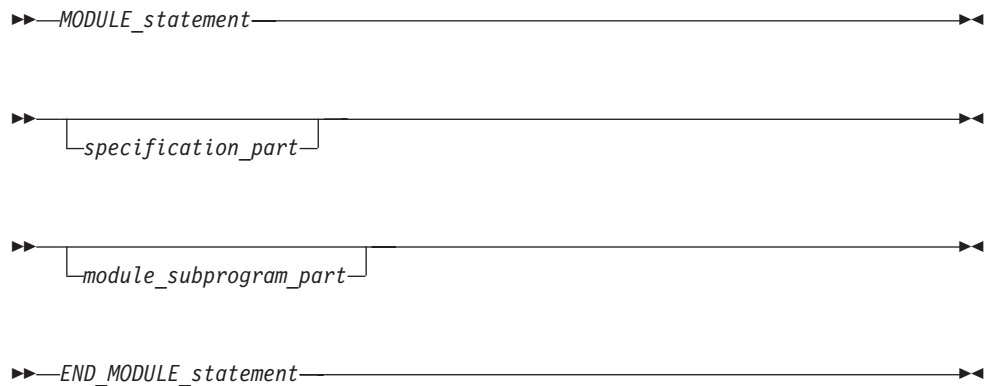 MODULE_statement
specification_part
module_subprogram_part
END_MODULE_statement